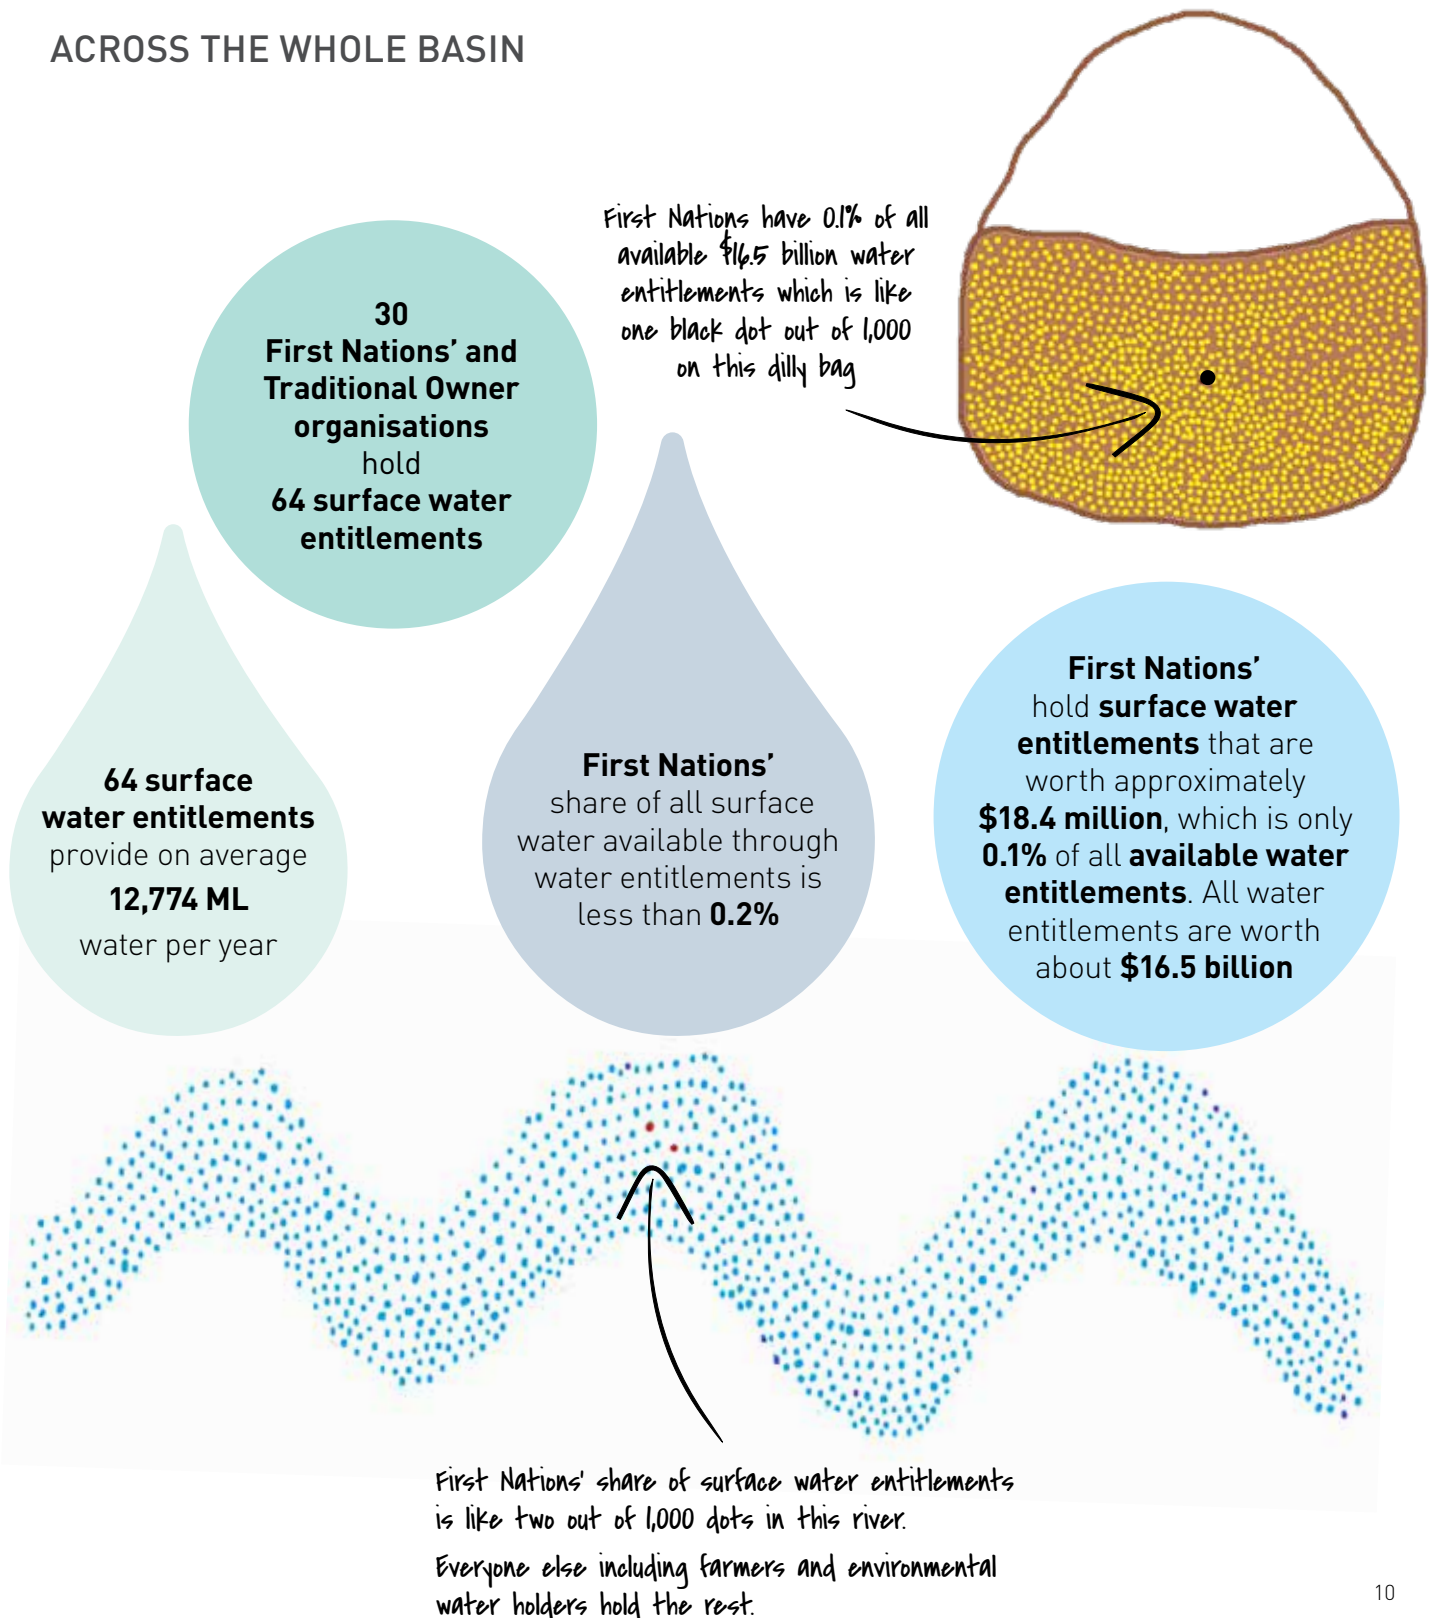 ACROSS THE WHOLE BASIN
First Nations have 0.1% of all
available $16.5 billion water
entitlements which is like
one black dot out of 1,000
on this dilly bag
30
First Nations’ and
Traditional Owner
organisations
hold
64 surface water
entitlements
64 surface
water entitlements
provide on average
12,774 ML
water per year
First Nations’
share of all surface
water available through
water entitlements is
less than 0.2%
First Nations’
hold surface water
entitlements that are
worth approximately
$18.4 million, which is only
0.1% of all available water
entitlements. All water
entitlements are worth
about $16.5 billion
First Nations' share of surface water entitlements
is like two out of 1,000 dots in this river.
Everyone else including farmers and environmental
water holders hold the rest.
10